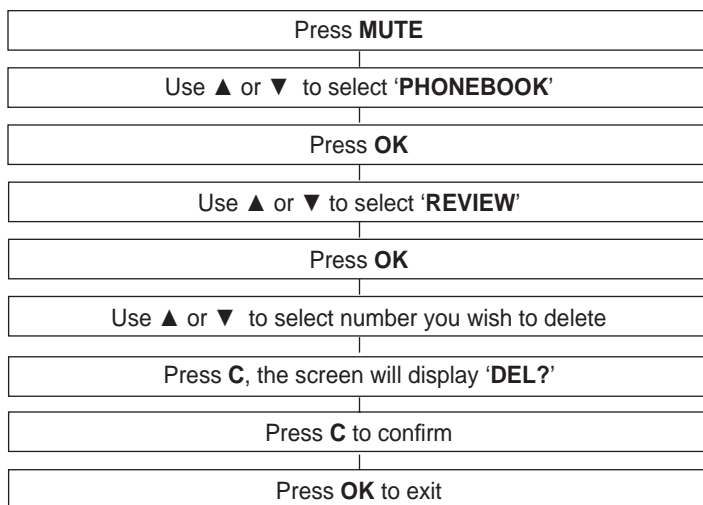 Press MUTE
Use ▲ or ▼ to select ‘PHONEBOOK’
Press OK
Use ▲ or ▼ to select ‘REVIEW’
Press OK
Use ▲ or ▼ to select number you wish to delete
Press C, the screen will display ‘DEL?’
Press C to confirm
Press OK to exit